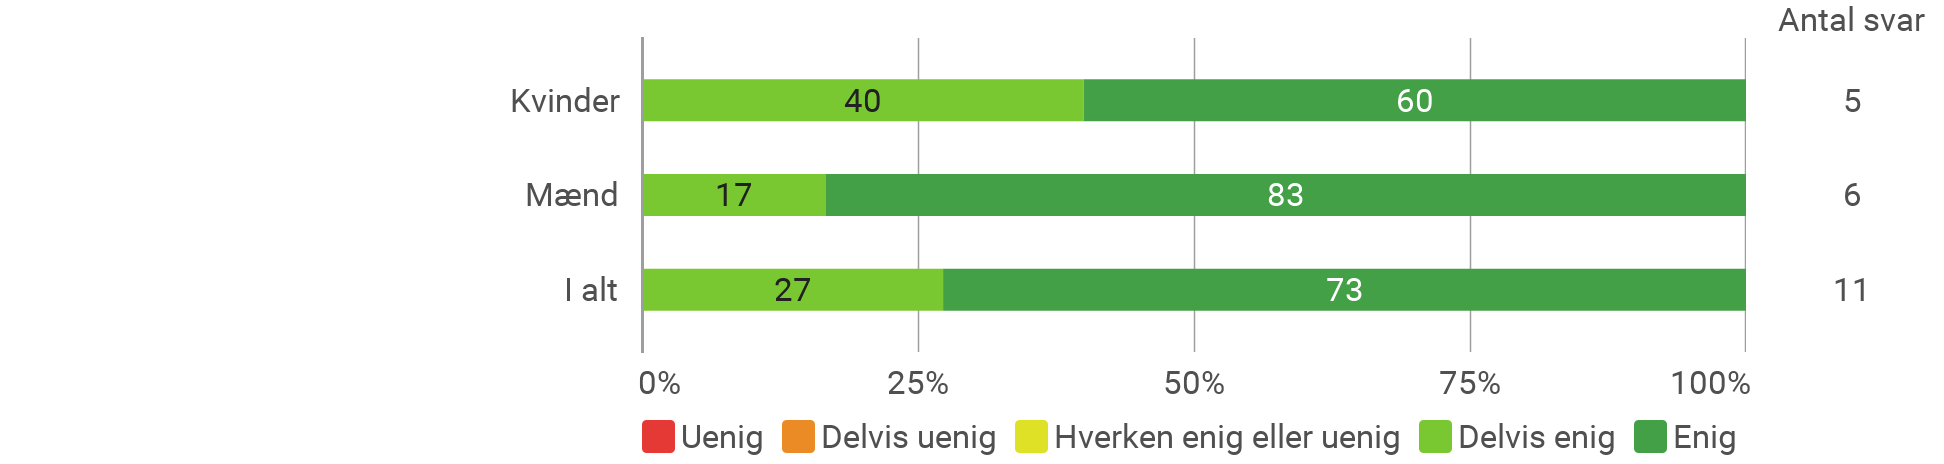 Antal svar
Kvinder 40 60 5
Mænd 17 83 6
I alt 27 73 11
0% 25% 50% 75% 100%
Uenig Delvis uenig Hverken enig eller uenig Delvis enig Enig